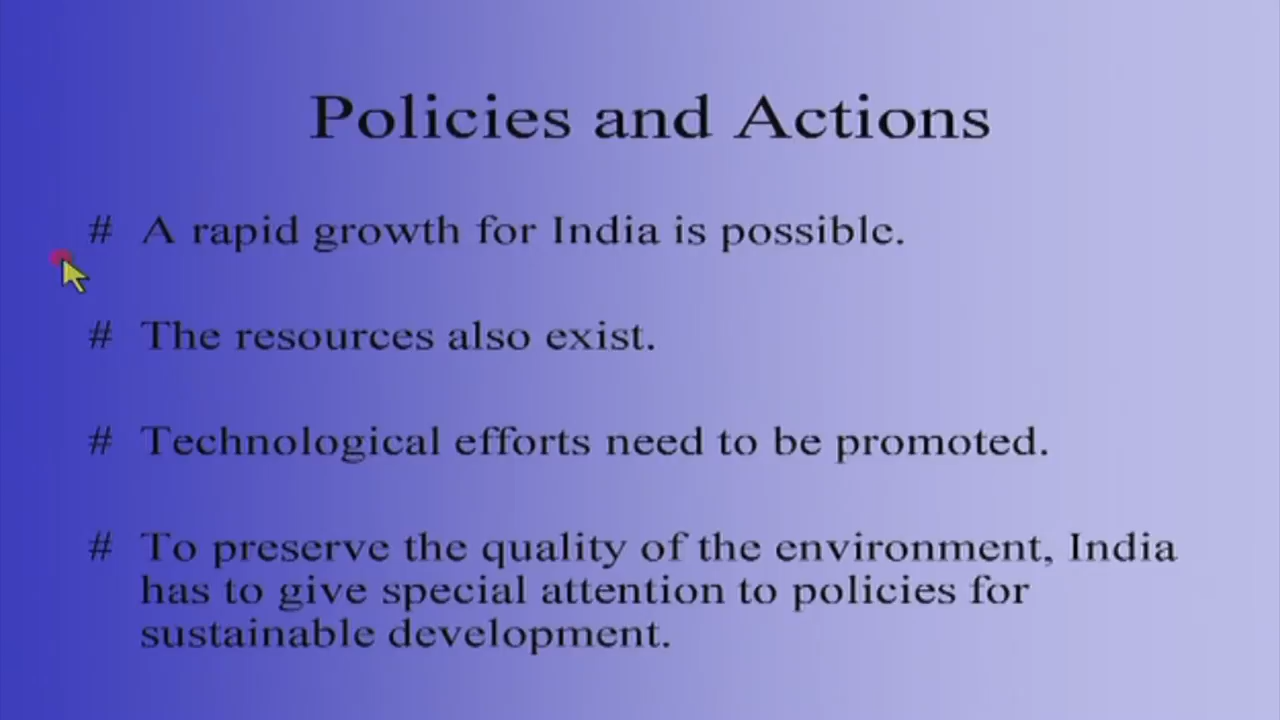 Policies and Actions
# A rapid growth for India is possible.
# The resources also exist.
# Technological efforts need to be promoted.
# To preserve the quality of the environment, India
has to give special attention to policies for
sustainable development.